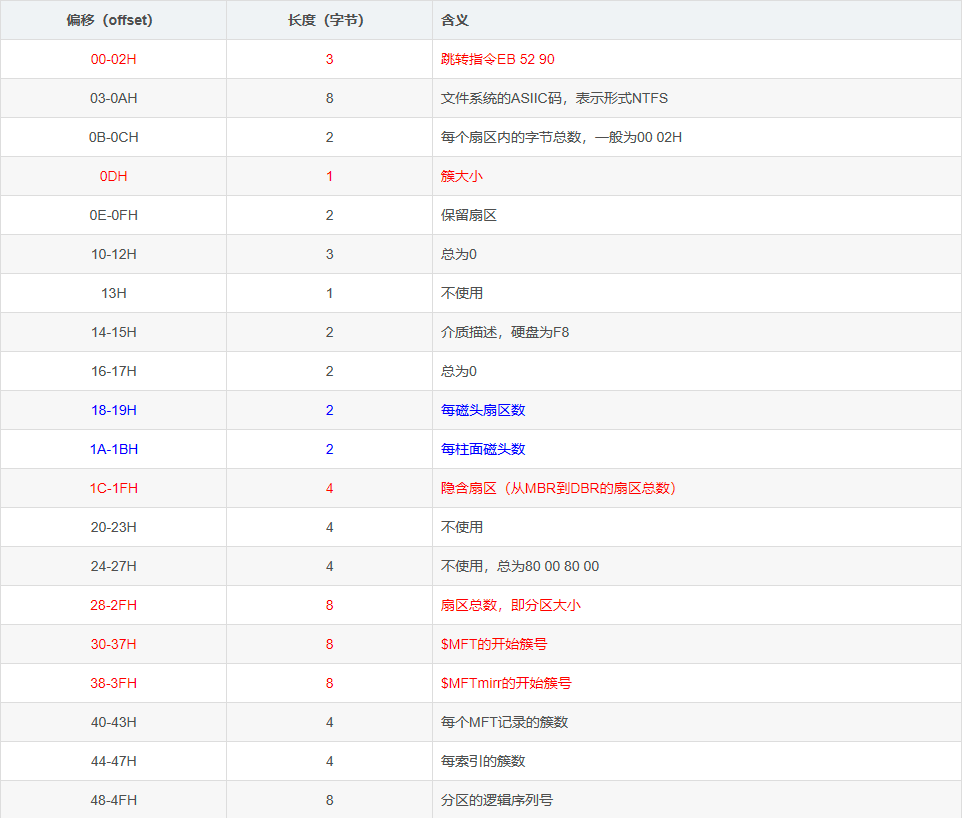 偏移（offset） 长度（字节） 含义
00-02H 3 跳转指令EB 52 90
03-0AH 8 文件系统的ASIIC码，表示形式NTFS
0B-0CH 2 每个扇区内的字节总数，一般为00 02H
0DH 1 簇大小
0E-0FH 2 保留扇区
10-12H 3 总为0
13H 1 不使用
14-15H 2 介质描述，硬盘为F8
16-17H 2 总为0
18-19H 2 每磁头扇区数
1A-1BH 2 每柱面磁头数
1C-1FH 4 隐含扇区（从MBR到DBR的扇区总数）
20-23H 4 不使用
24-27H 4 不使用，总为80 00 80 00
28-2FH 8 扇区总数，即分区大小
30-37H 8 $MFT的开始簇号
38-3FH 8 $MFTmirr的开始簇号
40-43H 4 每个MFT记录的簇数
44-47H 4 每索引的簇数
48-4FH 8 分区的逻辑序列号